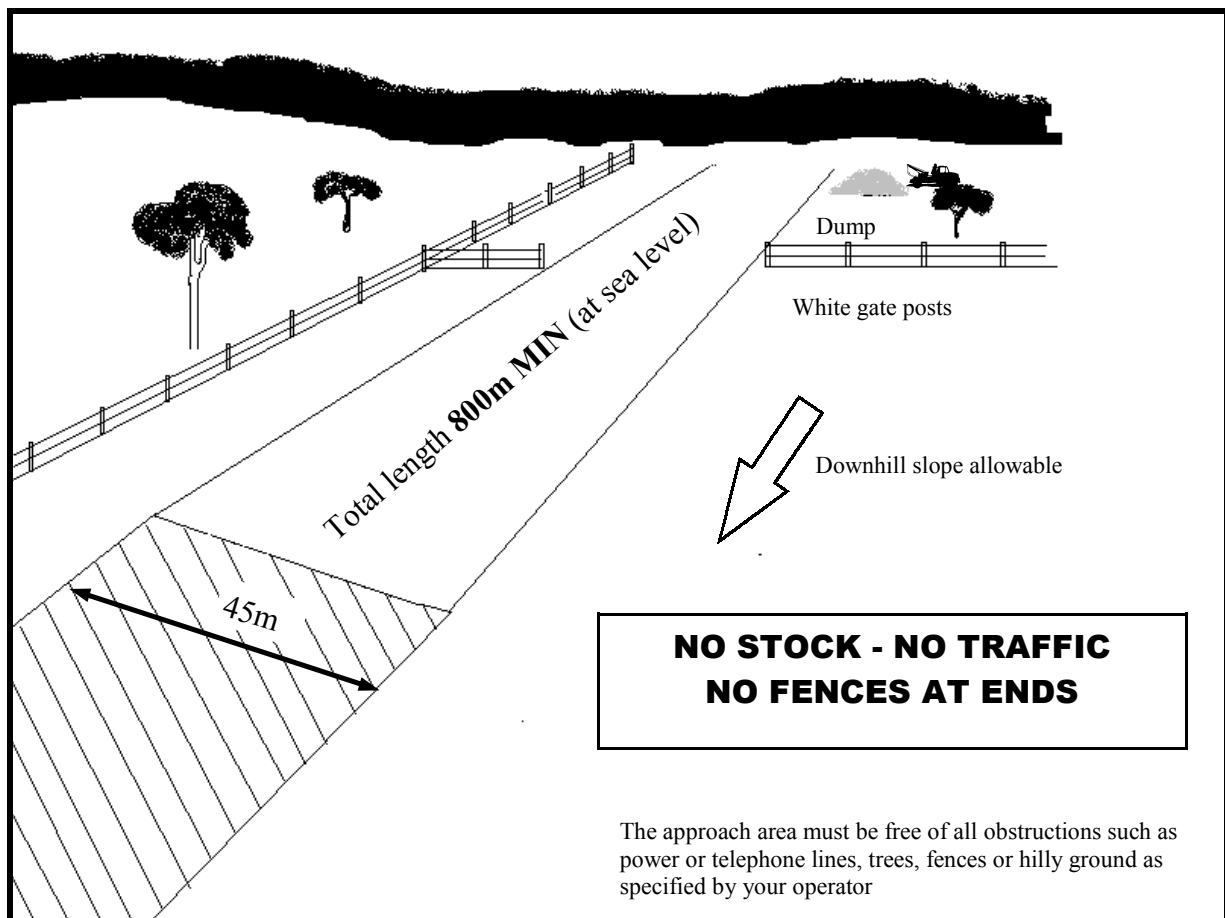 Dump
White gate posts
Total length 800m MIN (at sea level)
Downhill slope allowable
45m
NO STOCK - NO TRAFFIC
NO FENCES AT ENDS
The approach area must be free of all obstructions such as
power or telephone lines, trees, fences or hilly ground as
specified by your operator